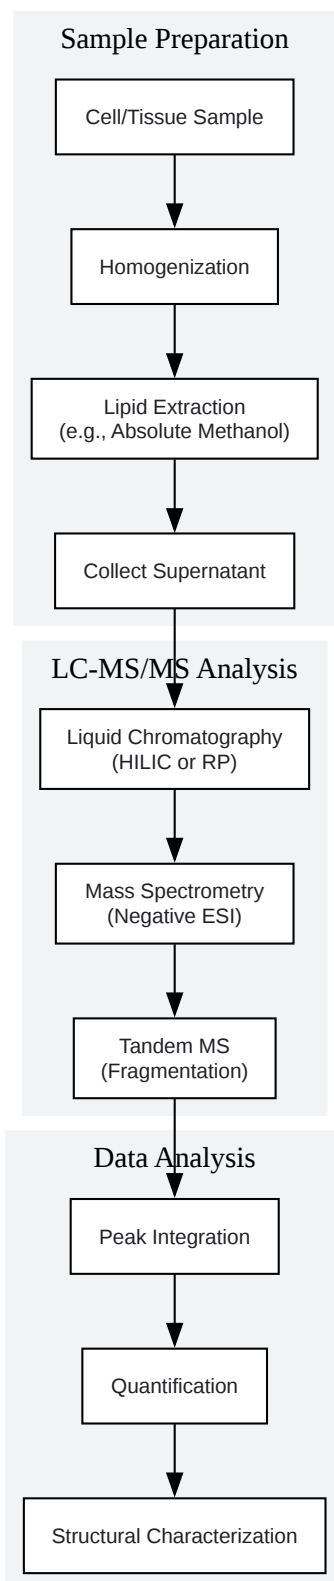 Sample Preparation
Cell/Tissue Sample
Homogenization
Lipid Extraction
(e.g., Absolute Methanol)
Collect Supernatant
LC-MS/MS Analysis
Liquid Chromatography
(HILIC or RP)
Mass Spectrometry
(Negative ESI)
Tandem MS
(Fragmentation)
Data Analysis
Peak Integration
Quantification
Structural Characterization